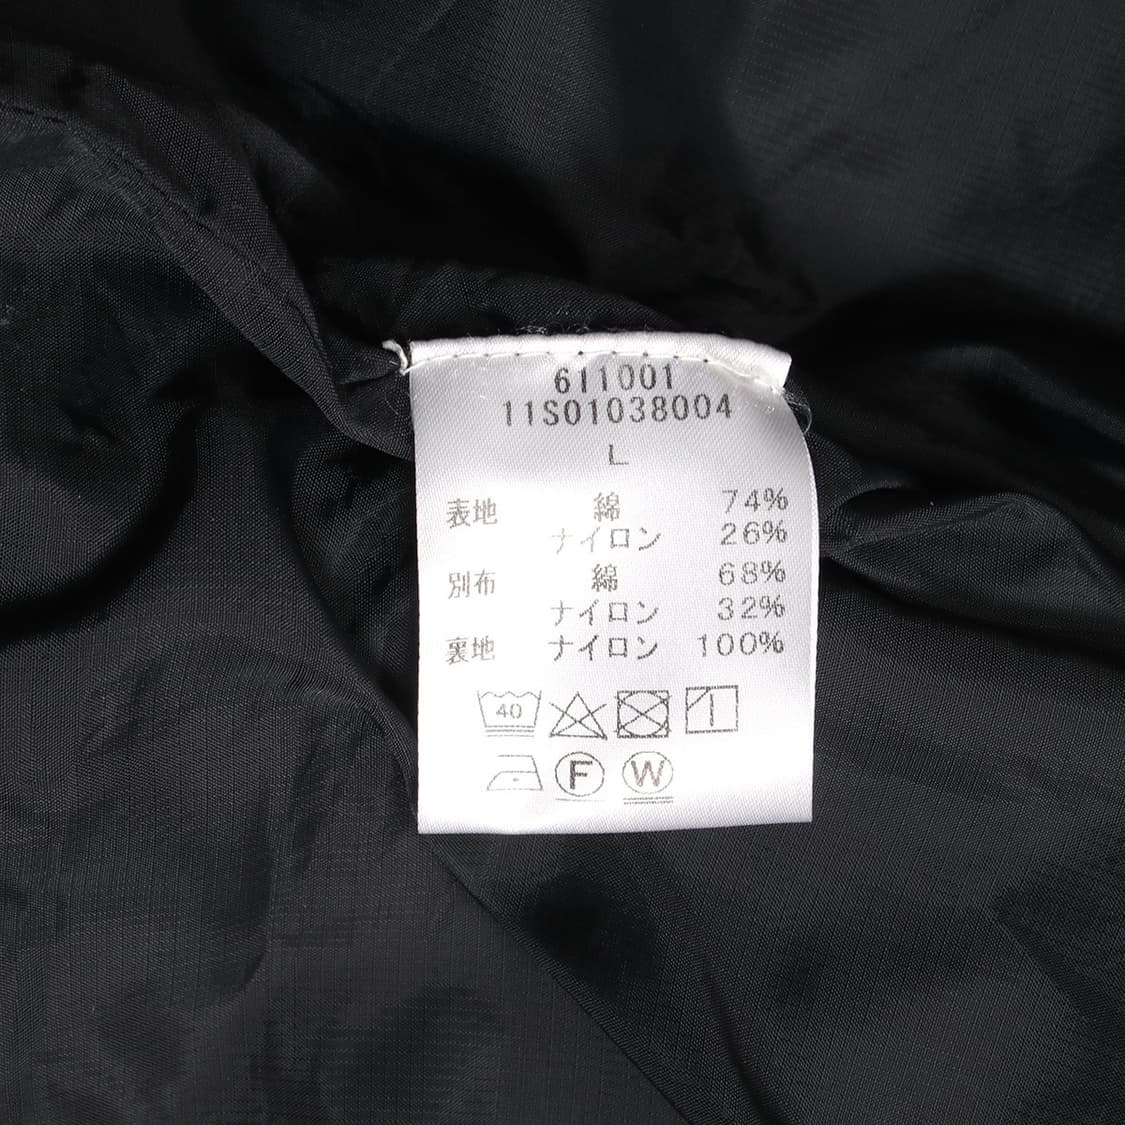 611001
11S01038004
L
表地 綿 74%
ナイロン 26%
別布 綿 68%
ナイロン 32%
裏地 ナイロン 100%
40
F W